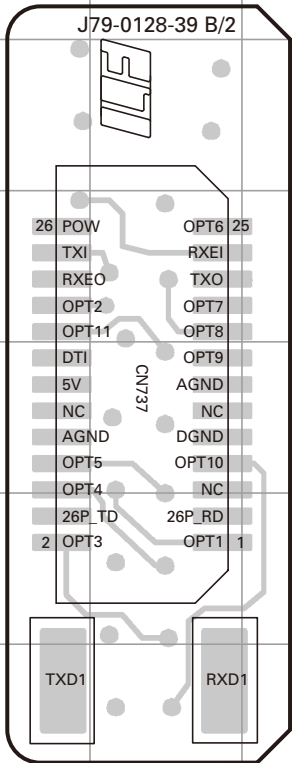 J79-0128-39 B/2
26 POW OPT6 25
TXI RXEI
RXEO TXO
OPT2 OPT7
OPT11 OPT8
DTI OPT9
5V AGND
NC NC
AGND DGND
OPT5 OPT10
OPT4 NC
26P_TD 26P_RD
2 OPT3 OPT1 1
CN737
TXD1 RXD1